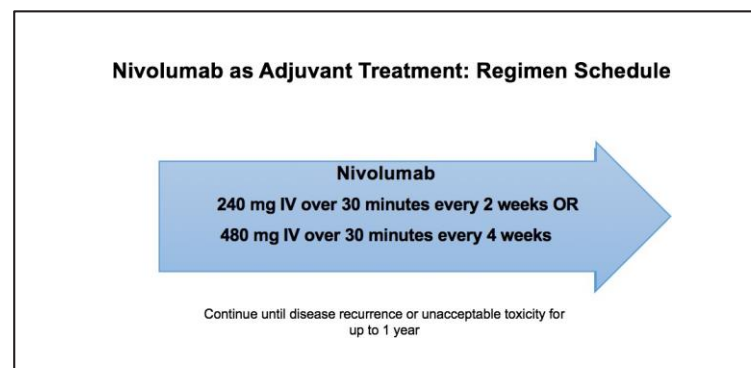 Nivolumab as Adjuvant Treatment: Regimen Schedule
Nivolumab
240 mg IV over 30 minutes every 2 weeks OR
480 mg IV over 30 minutes every 4 weeks
Continue until disease recurrence or unacceptable toxicity for
up to 1 year